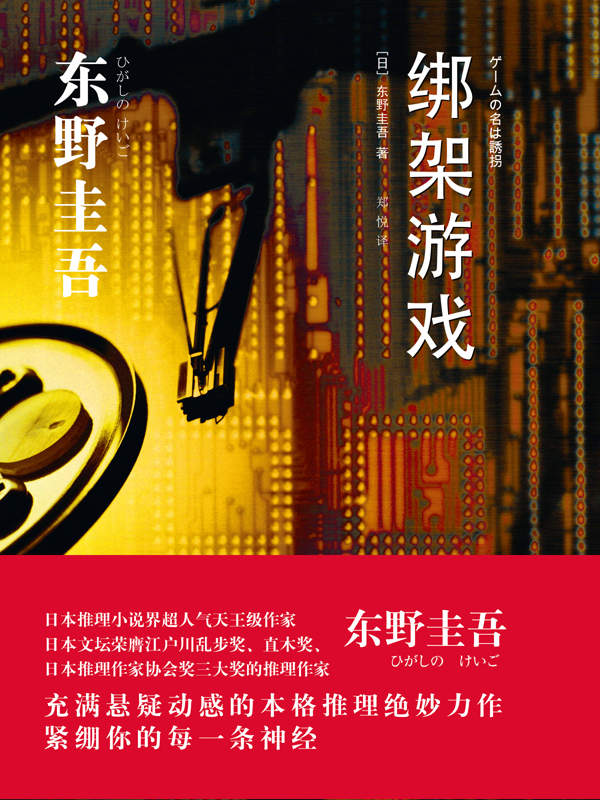 ゲームの名は誘拐
绑架游戏
[日] 东野圭吾 著
郑悦 译
ひがしの けいご
东野圭吾
日本推理小说界超人气天王级作家
日本文坛荣膺江户川乱步奖、直木奖、
日本推理作家协会奖三大奖的推理作家
东野圭吾
ひがしの けいご
充满悬疑动感的本格推理绝妙力作
紧绷你的每一条神经